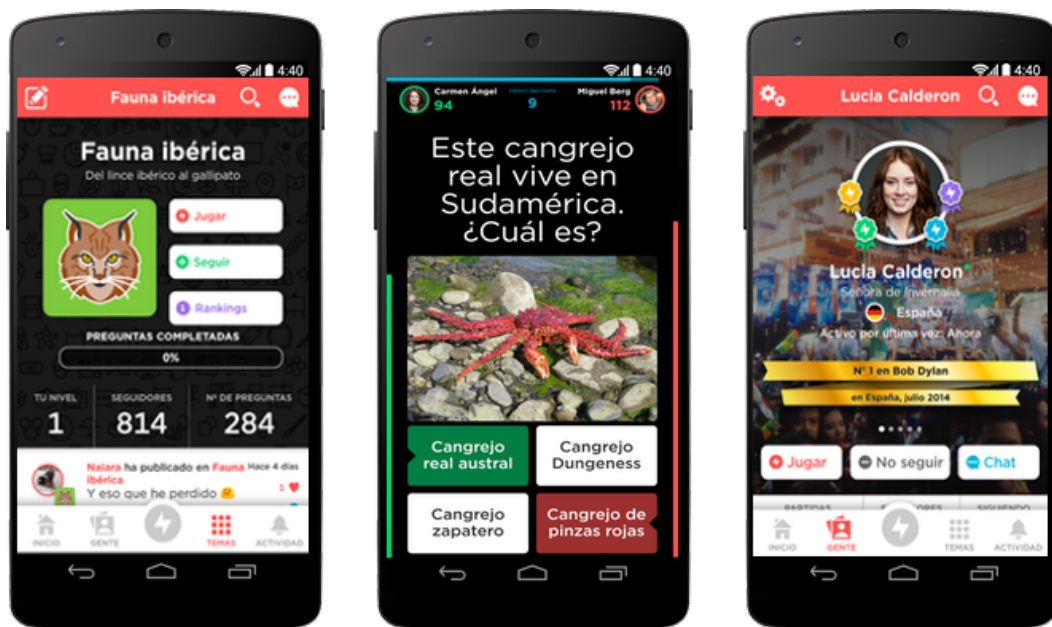 4:40
Fauna ibérica
Fauna ibérica
Del lince ibérico al gallipato
Jugar
Seguir
Rankings
PREGUNTAS COMPLETADAS
0%
TU NIVEL
SEGUIDORES
Nº DE PREGUNTAS
1
814
284
Naiara ha publicado en Fauna
ibérica
Hace 4 días
Y eso que he perdido
1
INICIO
GENTE
TEMAS
ACTIVIDAD
4:40
Carmen Ángel
94
TIEMPO RESTANTE
9
Miguel Berg
112
Este cangrejo
real vive en
Sudamérica.
¿Cuál es?
Cangrejo
real austral
Cangrejo
Dungeness
Cangrejo
zapatero
Cangrejo de
pinzas rojas
4:40
Lucia Calderon
Lucia Calderon
Señora de Invernalia
España
Activo por última vez: Ahora
Nº 1 en Bob Dylan
en España, julio 2014
Jugar
No seguir
Chat
PARTIDAS
SEGUIDORES
SIGUIENDO
INICIO
GENTE
TEMAS
ACTIVIDAD